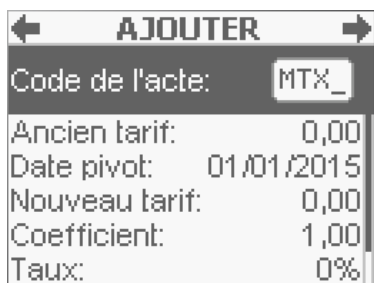 AJOUTER
Code de l'acte: MTX_
Ancien tarif: 0,00
Date pivot: 01/01/2015
Nouveau tarif: 0,00
Coefficient: 1,00
Taux: 0%